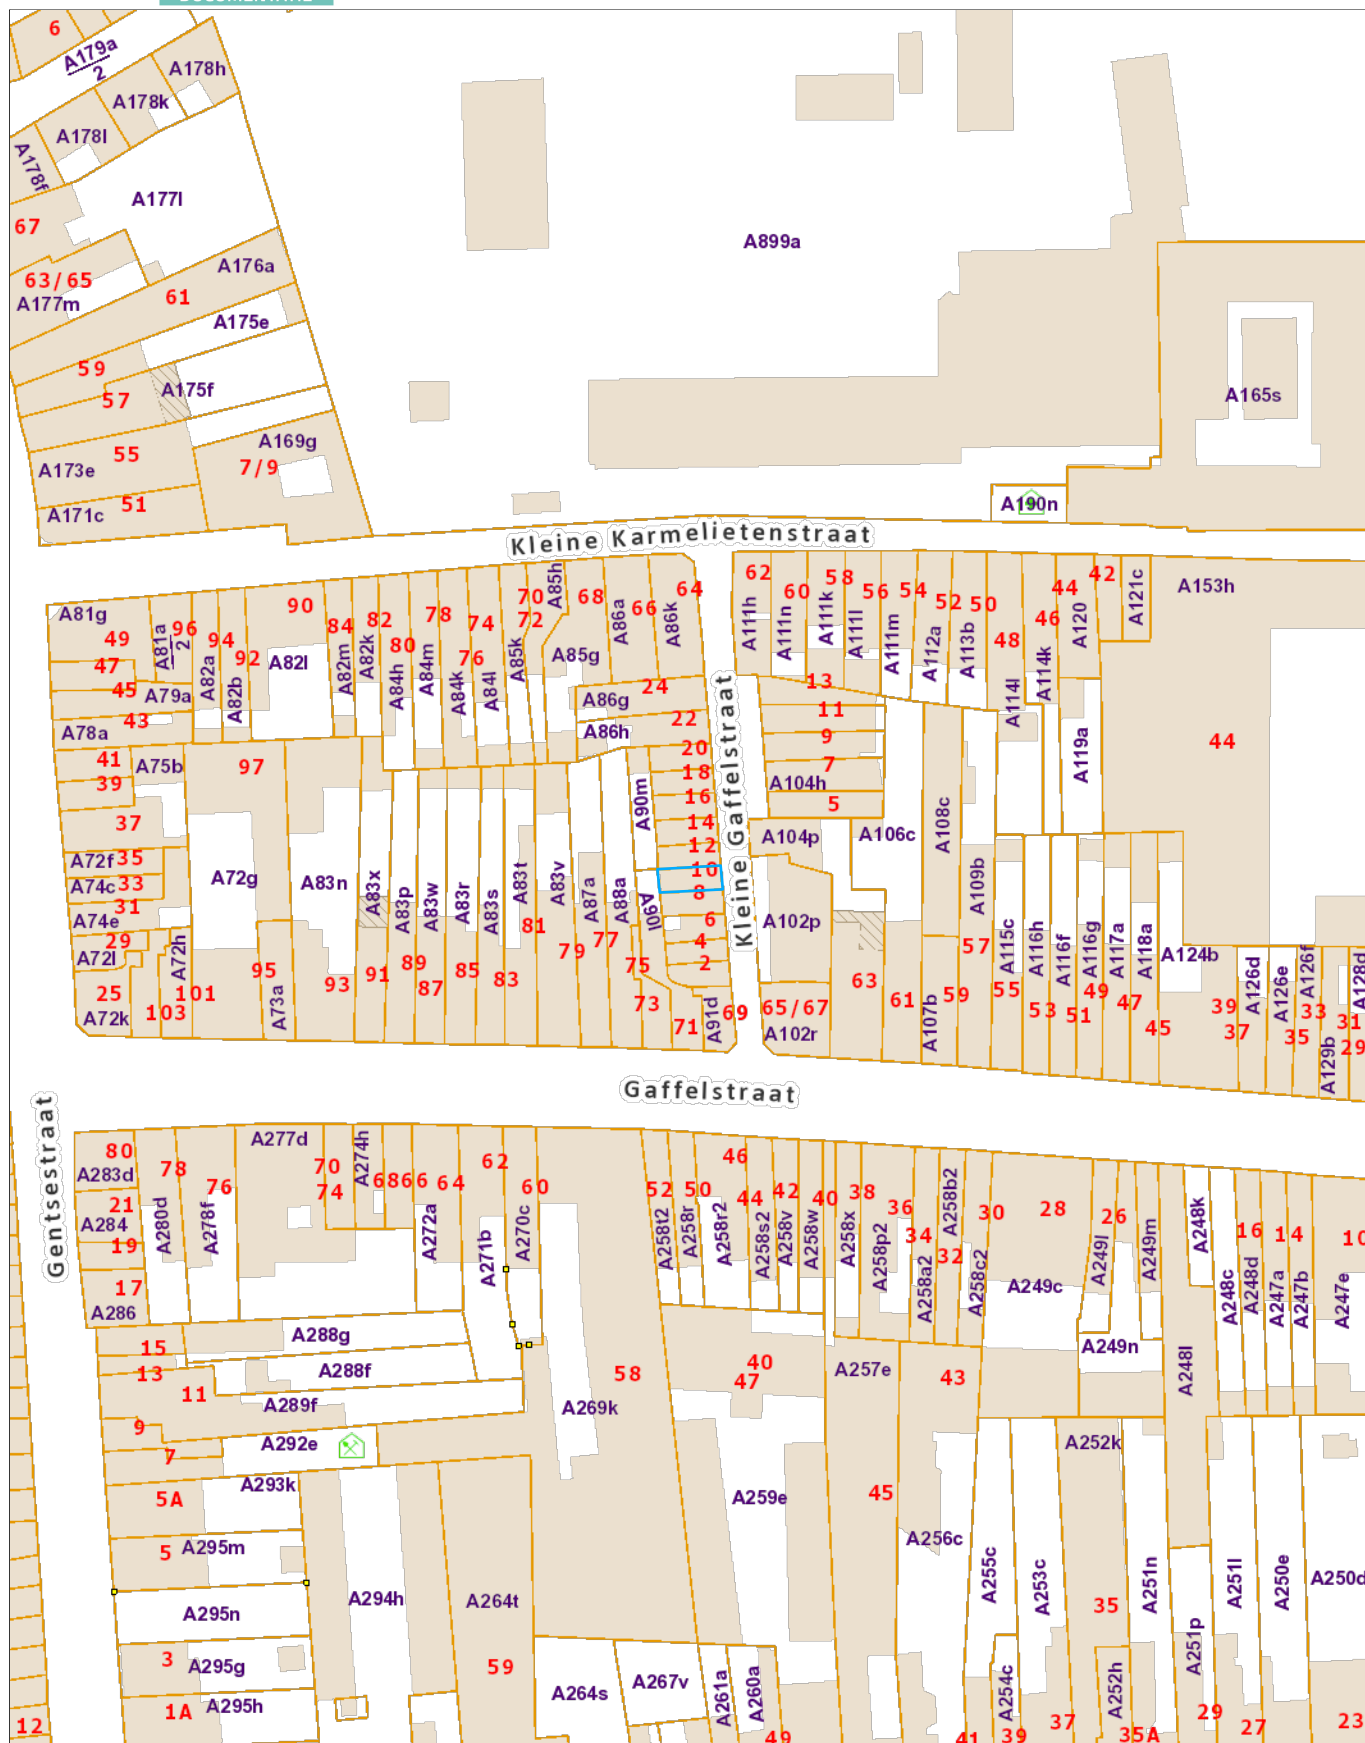 6
A179a
2
A178h
A178k
A178l
A178f
A177l
67
63/65
A177m
A176a
61
A175e
59
A175f
57
A899a
A165s
A169g
7/9
55
A173e
51
A171c
A190n
Kleine Karmelietenstraat
A81g
49
47
45
43
A78a
A81a
2
96
A79a
94
A82a
92
A82b
90
A82l
84
A82m
82
A82k
80
A84h
78
A84m
76
A84k
74
A84l
70
72
A85k
A85h
68
A85g
A86a
66
64
A86k
24
A86g
22
A86h
20
18
16
14
12
10
8
6
4
2
A90m
A90l
Kleine Gaffelstraat
62
A111h
60
A111n
58
A111k
56
A111l
54
A111m
52
A112a
50
A113b
48
A114l
46
A114k
44
A120
42
A121c
A153h
44
A119a
13
11
9
7
A104h
5
A104p
A106c
A108c
A109b
A102p
41
A75b
39
37
35
A72f
33
A74c
31
A74e
29
A72l
25
A72k
A72h
103
101
97
A72g
95
A73a
A83n
93
A83x
91
A83p
89
A83w
87
A83r
85
A83s
83
A83t
81
A83v
79
A87a
77
A88a
75
73
71
A91d
69
65/67
A102r
63
61
A107b
59
57
A115c
55
A116h
53
A116f
51
A116g
49
A117a
47
A118a
45
A124b
39
37
A126d
A126e
35
A126f
33
A129b
31
29
A128d
Gaffelstraat
Gentsestraat
80
A283d
21
A284
19
17
A286
78
A280d
76
A278f
A277d
70
74
A274h
68
66
A272a
64
62
A271b
60
A270c
52
A258t2
50
A258r
46
A258r2
44
A258s2
42
A258v
40
A258w
38
A258x
36
A258p2
34
A258a2
A258b2
32
A258c2
30
28
A249c
26
A249l
A249m
A249n
A248k
A248l
A248c
16
A248d
14
A247a
A247b
10
A247e
15
13
11
9
7
A288g
A288f
A289f
A292e
A293k
5A
5
A295m
A295n
3
A295g
1A
A295h
12
A294h
A264t
59
58
A269k
40
47
A259e
A257e
43
45
A256c
A264s
A267v
A261a
A260a
49
A255c
A253c
A254c
41
39
37
A252k
35
A252h
35A
A251n
A251p
29
A251l
27
A250e
A250d
23